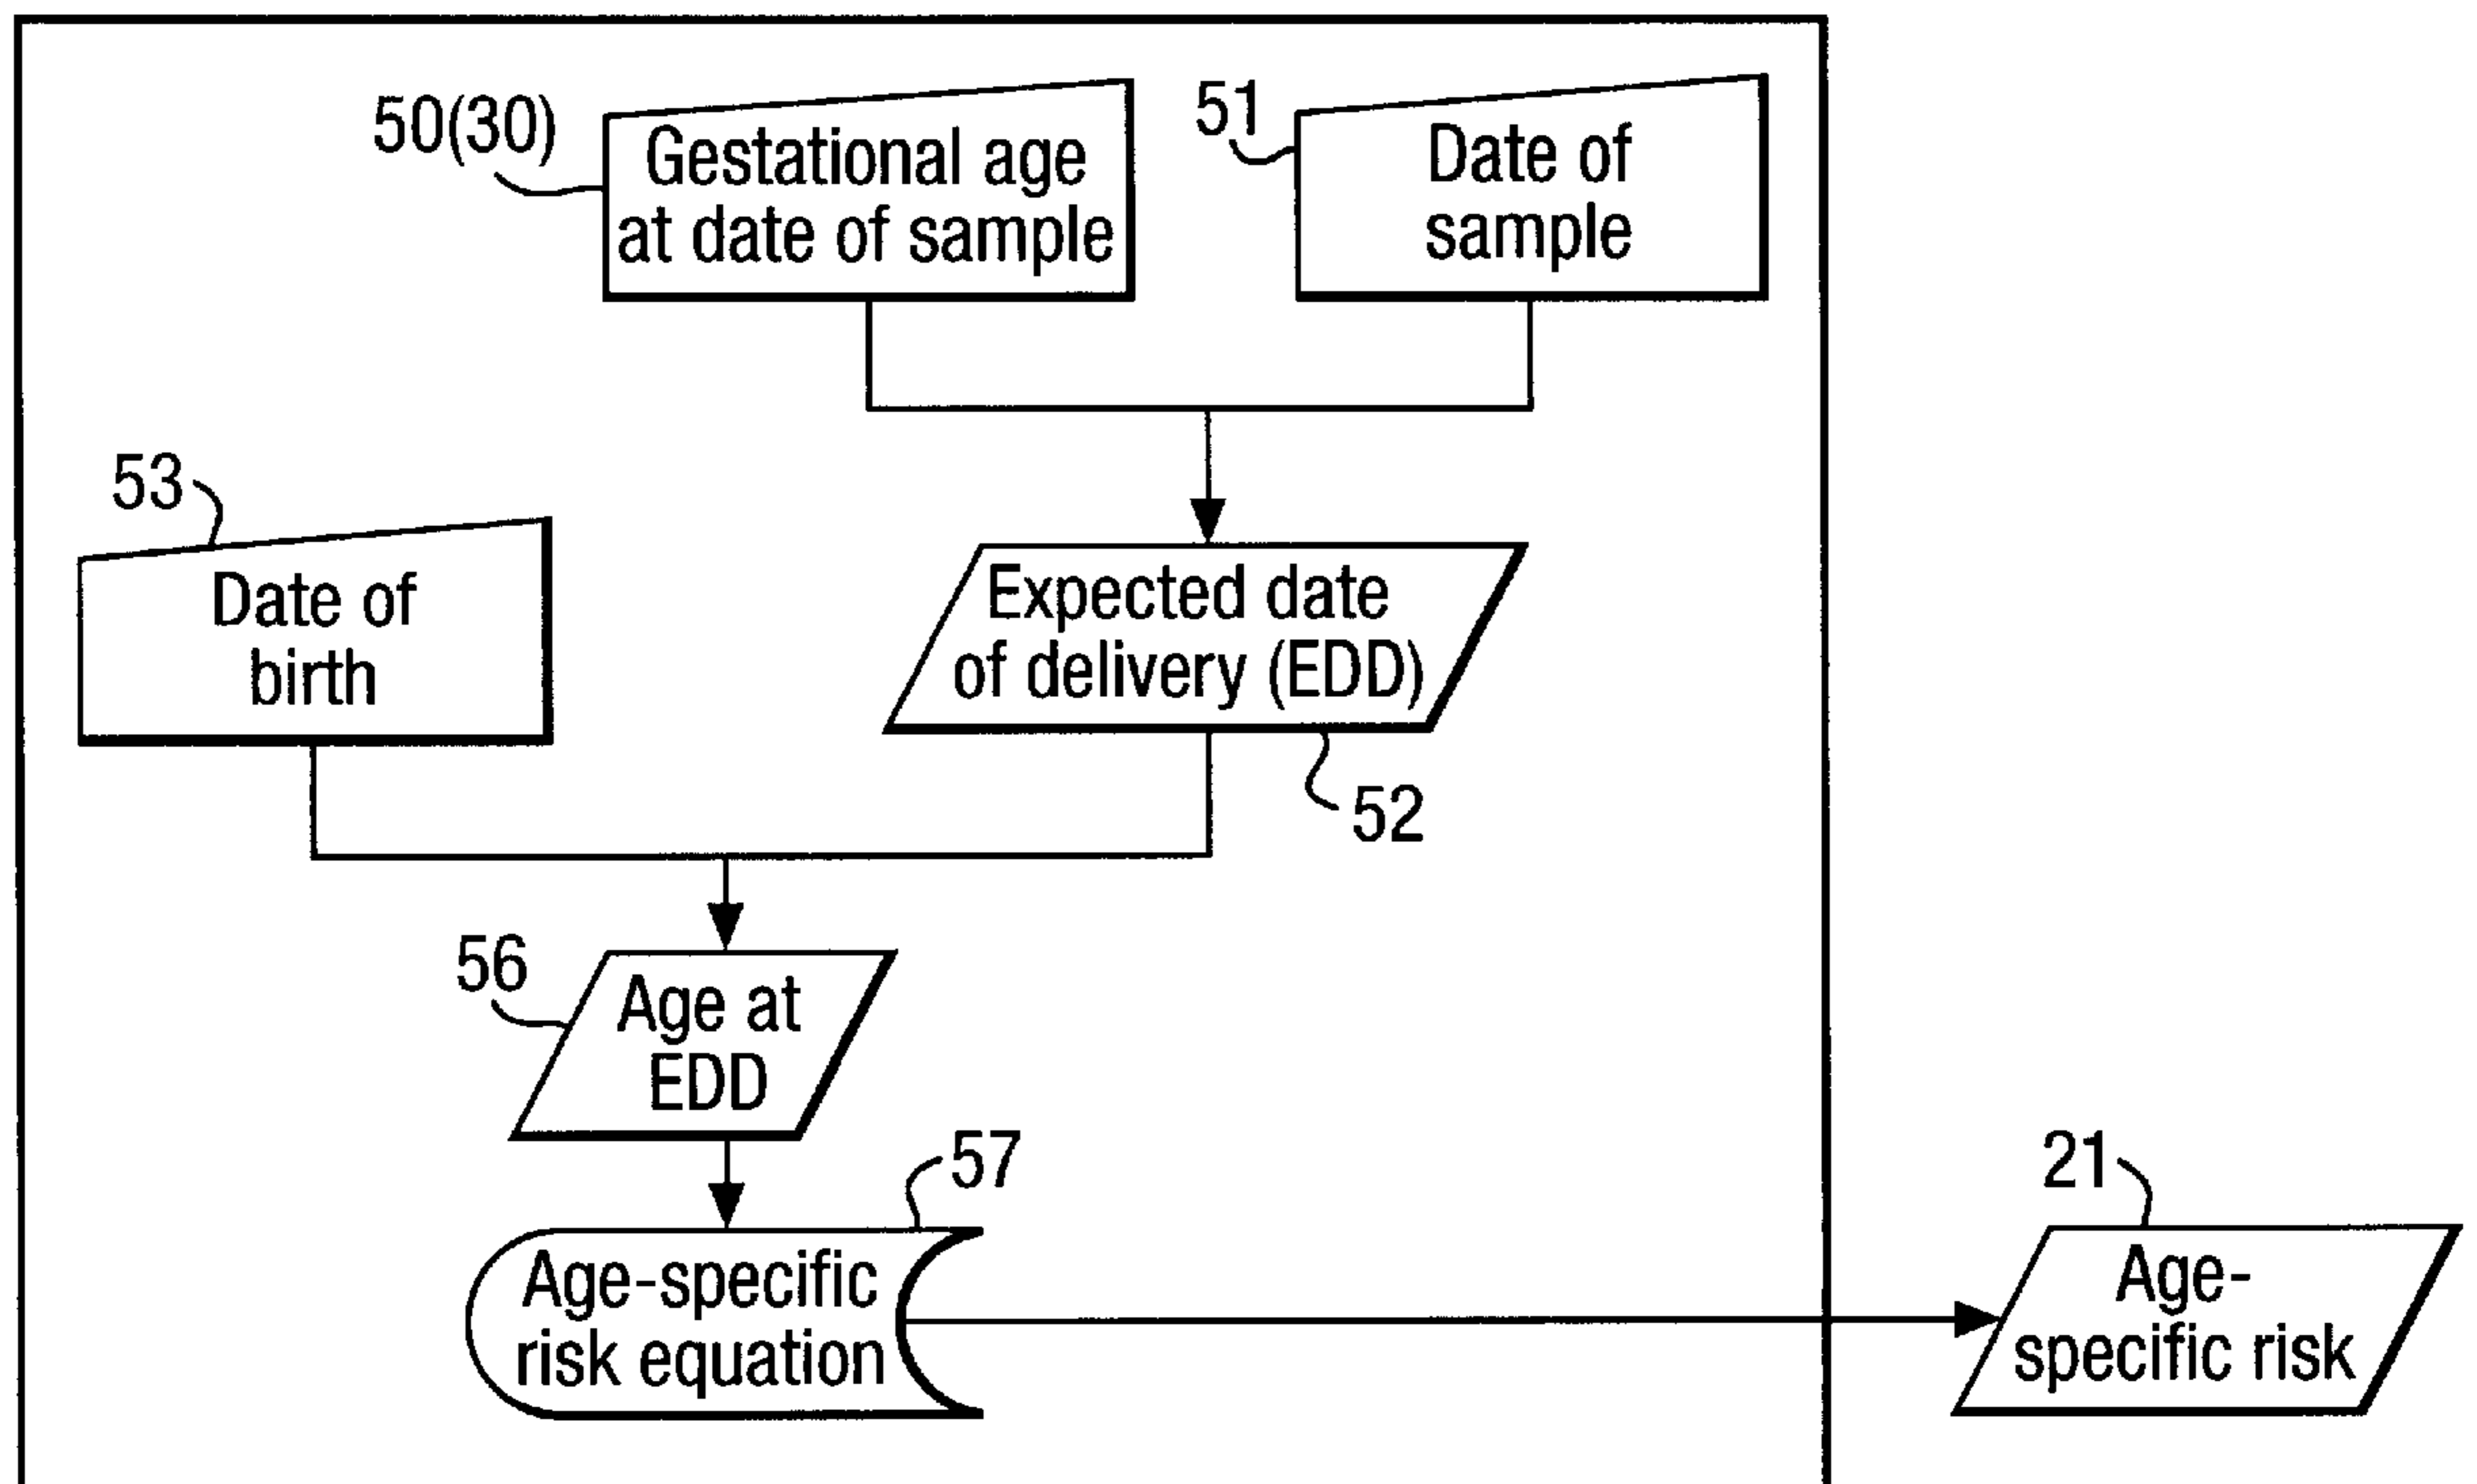 50(30)
Gestational age
at date of sample
51
Date of
sample
53
Date of
birth
Expected date
of delivery (EDD)
52
56
Age at
EDD
57
Age-specific
risk equation
21
Age-
specific risk